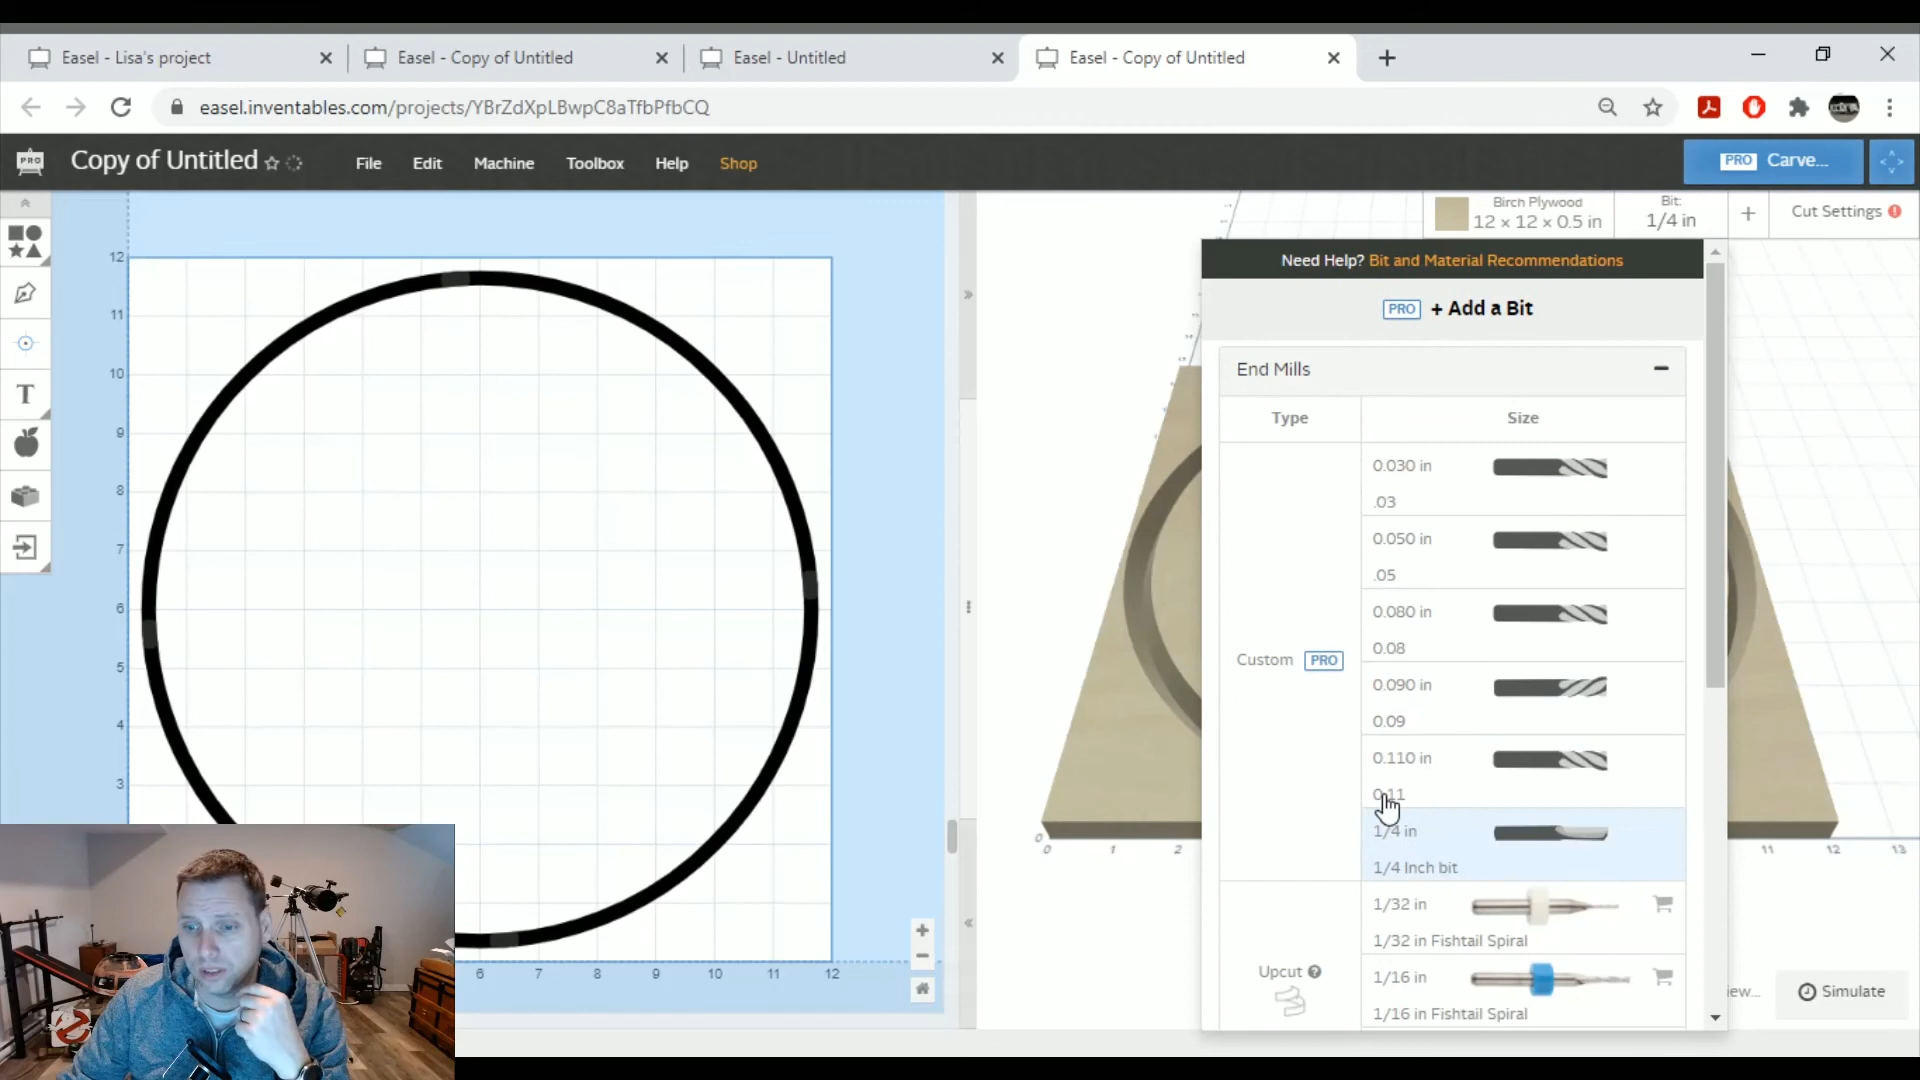 Easel - Lisa's project
Easel - Copy of Untitled
Easel - Untitled
Easel - Copy of Untitled
easel.inventables.com/projects/YBrZdXpLBwpC8aTfbPfbCQ
PRO
Copy of Untitled
File
Edit
Machine
Toolbox
Help
Shop
PRO Carve...
Birch Plywood
12 × 12 × 0.5 in
Bit:
1/4 in
Cut Settings
Need Help? Bit and Material Recommendations
PRO + Add a Bit
End Mills
Type
Size
Custom PRO
0.030 in
.03
0.050 in
.05
0.080 in
0.08
0.090 in
0.09
0.110 in
0.11
1/4 in
1/4 Inch bit
Upcut
1/32 in
1/32 in Fishtail Spiral
1/16 in
1/16 in Fishtail Spiral
T
12
11
10
9
8
7
6
5
4
3
6
7
8
9
10
11
12
0
0
1
2
11
12
13
ew...
Simulate